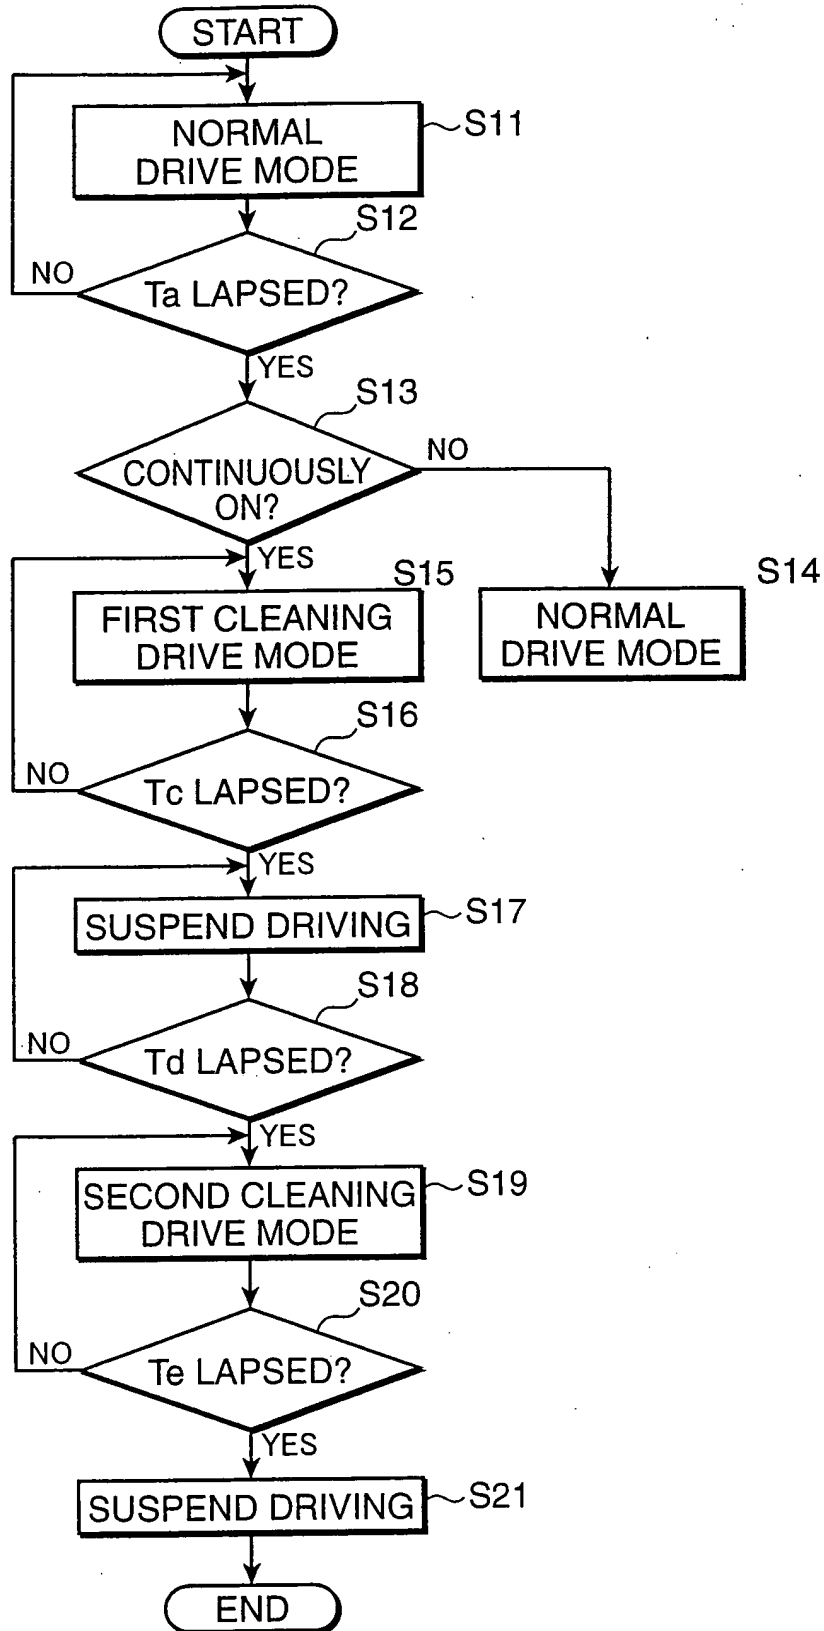 START
NORMAL
DRIVE MODE
S11
S12
Ta LAPSED?
NO
YES
S13
CONTINUOUSLY
ON?
NO
YES
S15
FIRST CLEANING
DRIVE MODE
S14
NORMAL
DRIVE MODE
S16
Tc LAPSED?
NO
YES
SUSPEND DRIVING
S17
S18
Td LAPSED?
NO
YES
SECOND CLEANING
DRIVE MODE
S19
S20
Te LAPSED?
NO
YES
SUSPEND DRIVING
S21
END